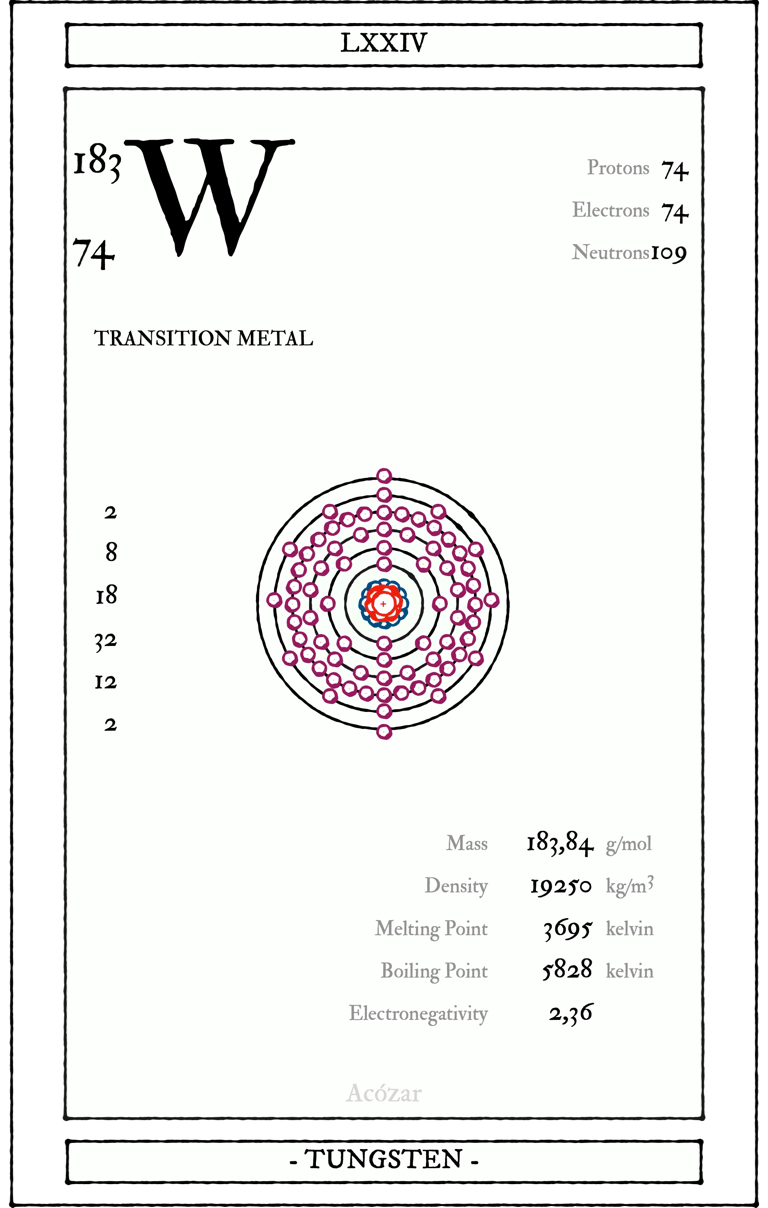 LXXIV
183
W
74
Protons 74
Electrons 74
Neutrons 109
TRANSITION METAL
2
8
18
32
12
2
+
Mass 183,84 g/mol
Density 19250 kg/m³
Melting Point 3695 kelvin
Boiling Point 5828 kelvin
Electronegativity 2,36
Acózar
- TUNGSTEN -